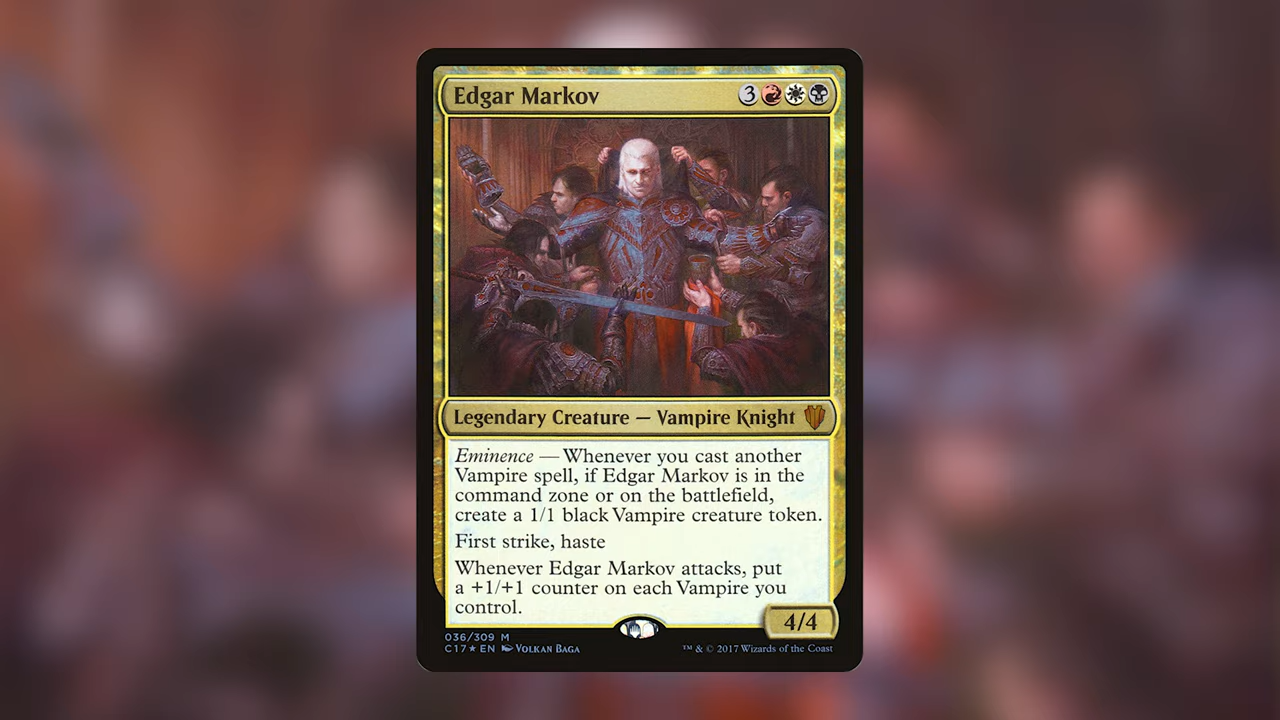 Edgar Markov 3
Legendary Creature — Vampire Knight
Eminence — Whenever you cast another
Vampire spell, if Edgar Markov is in the
command zone or on the battlefield,
create a 1/1 black Vampire creature token.
First strike, haste
Whenever Edgar Markov attacks, put
a +1/+1 counter on each Vampire you
control.
4/4
036/309 M
C17★EN VOLKAN BAGA
™ & © 2017 Wizards of the Coast